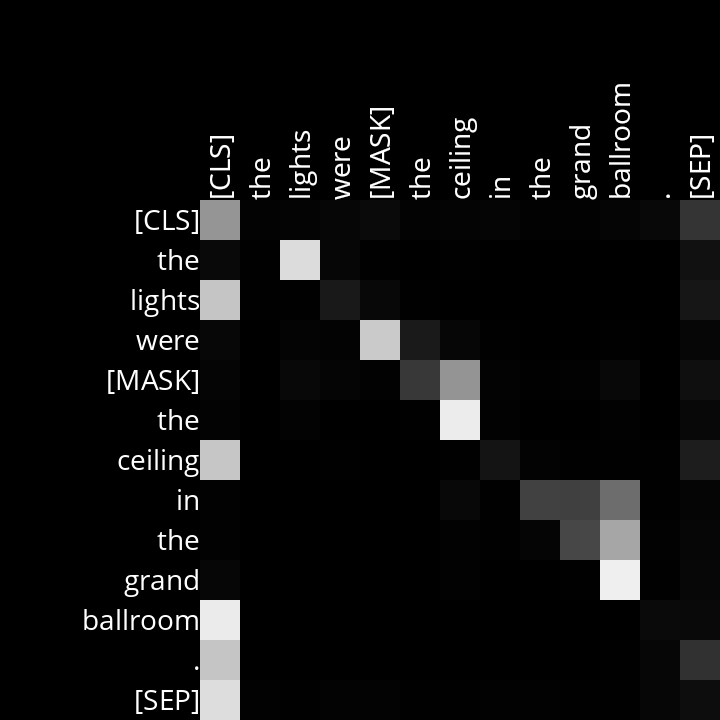 [CLS] the lights were [MASK] the ceiling in the grand ballroom . [SEP]
[CLS]
the
lights
were
[MASK]
the
ceiling
in
the
grand
ballroom
.
[SEP]